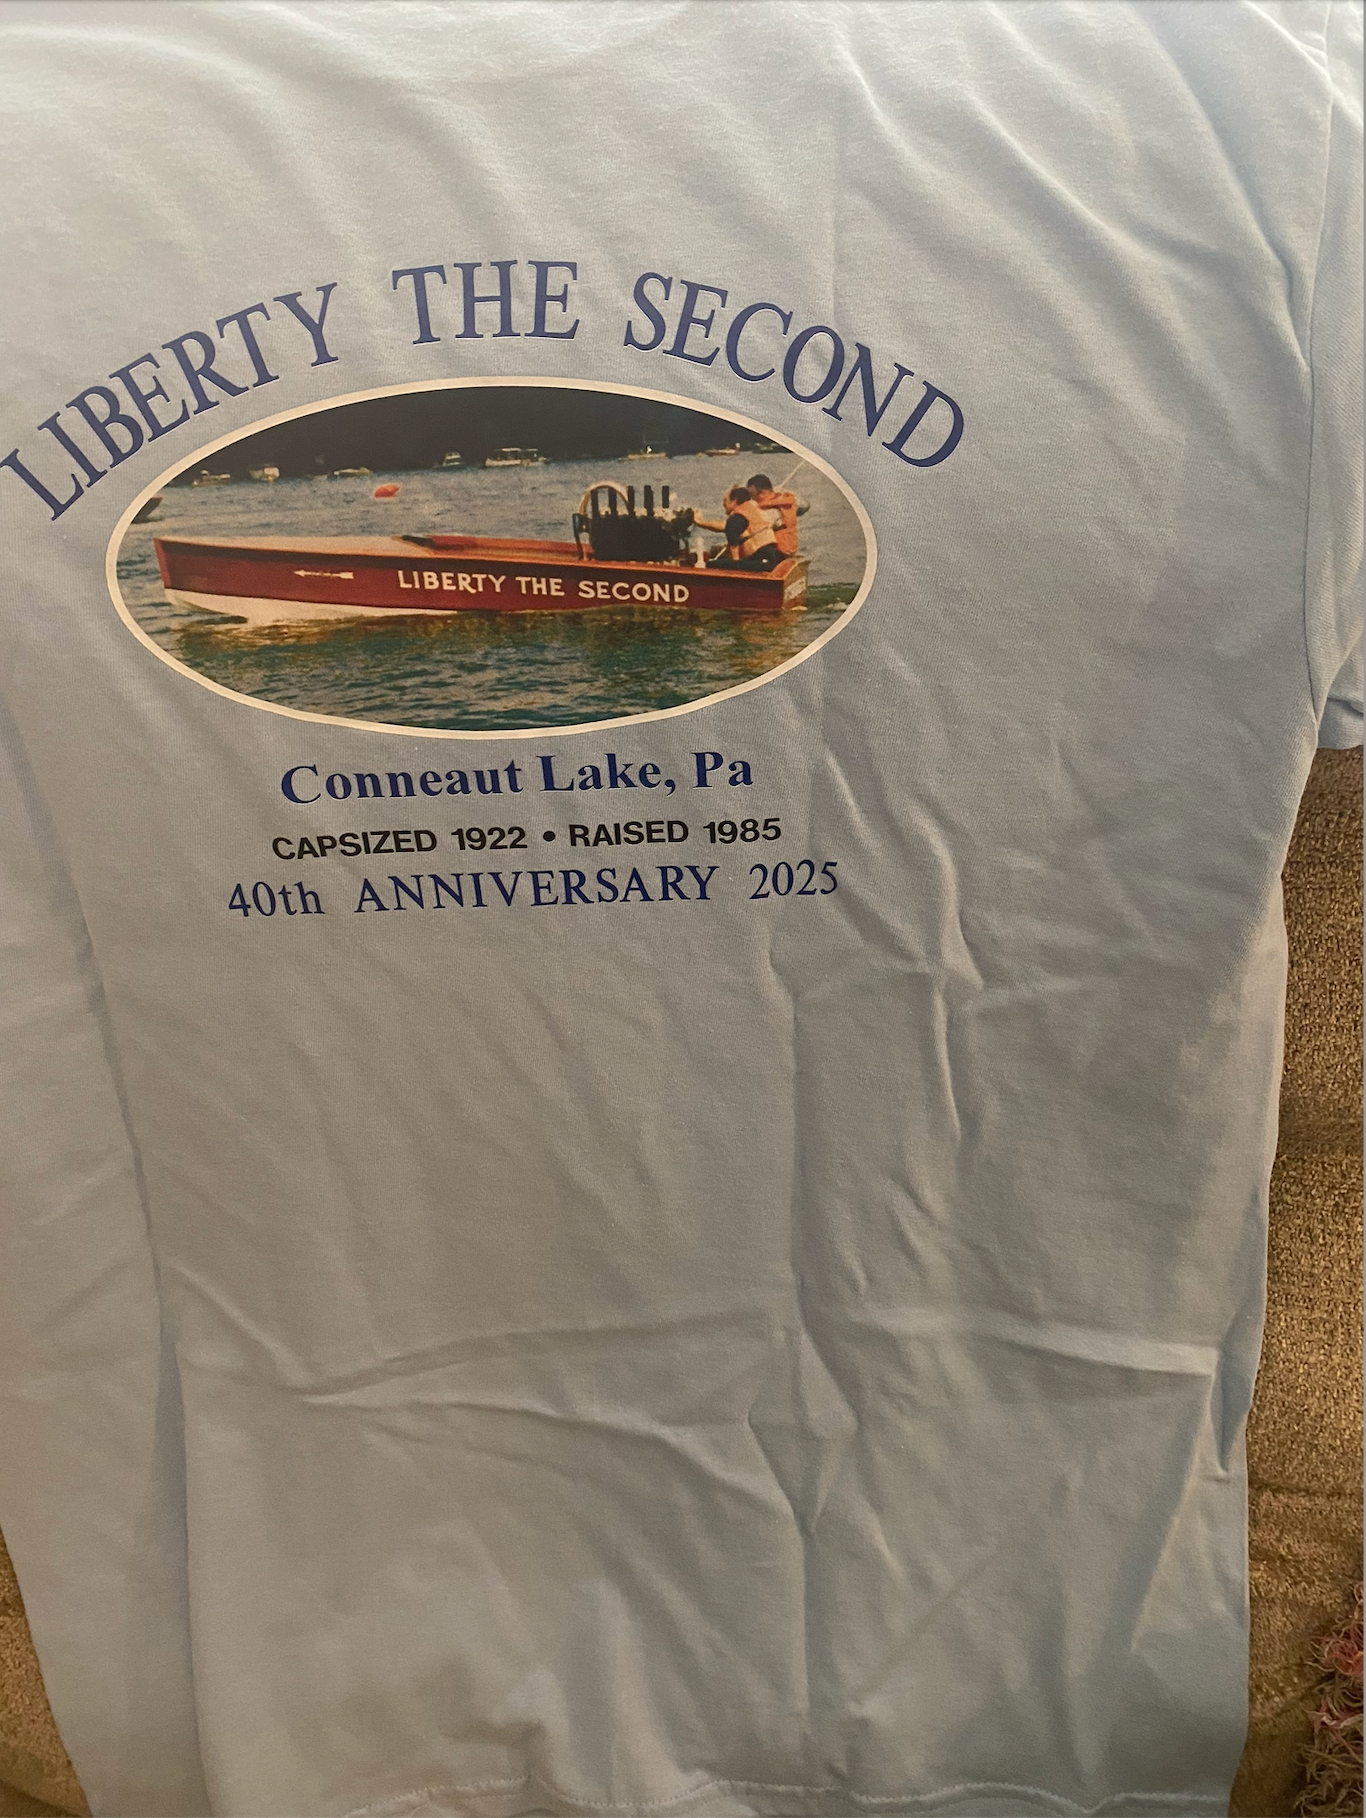 LIBERTY THE SECOND
LIBERTY THE SECOND
Conneaut Lake, Pa
CAPSIZED 1922 • RAISED 1985
40th ANNIVERSARY 2025